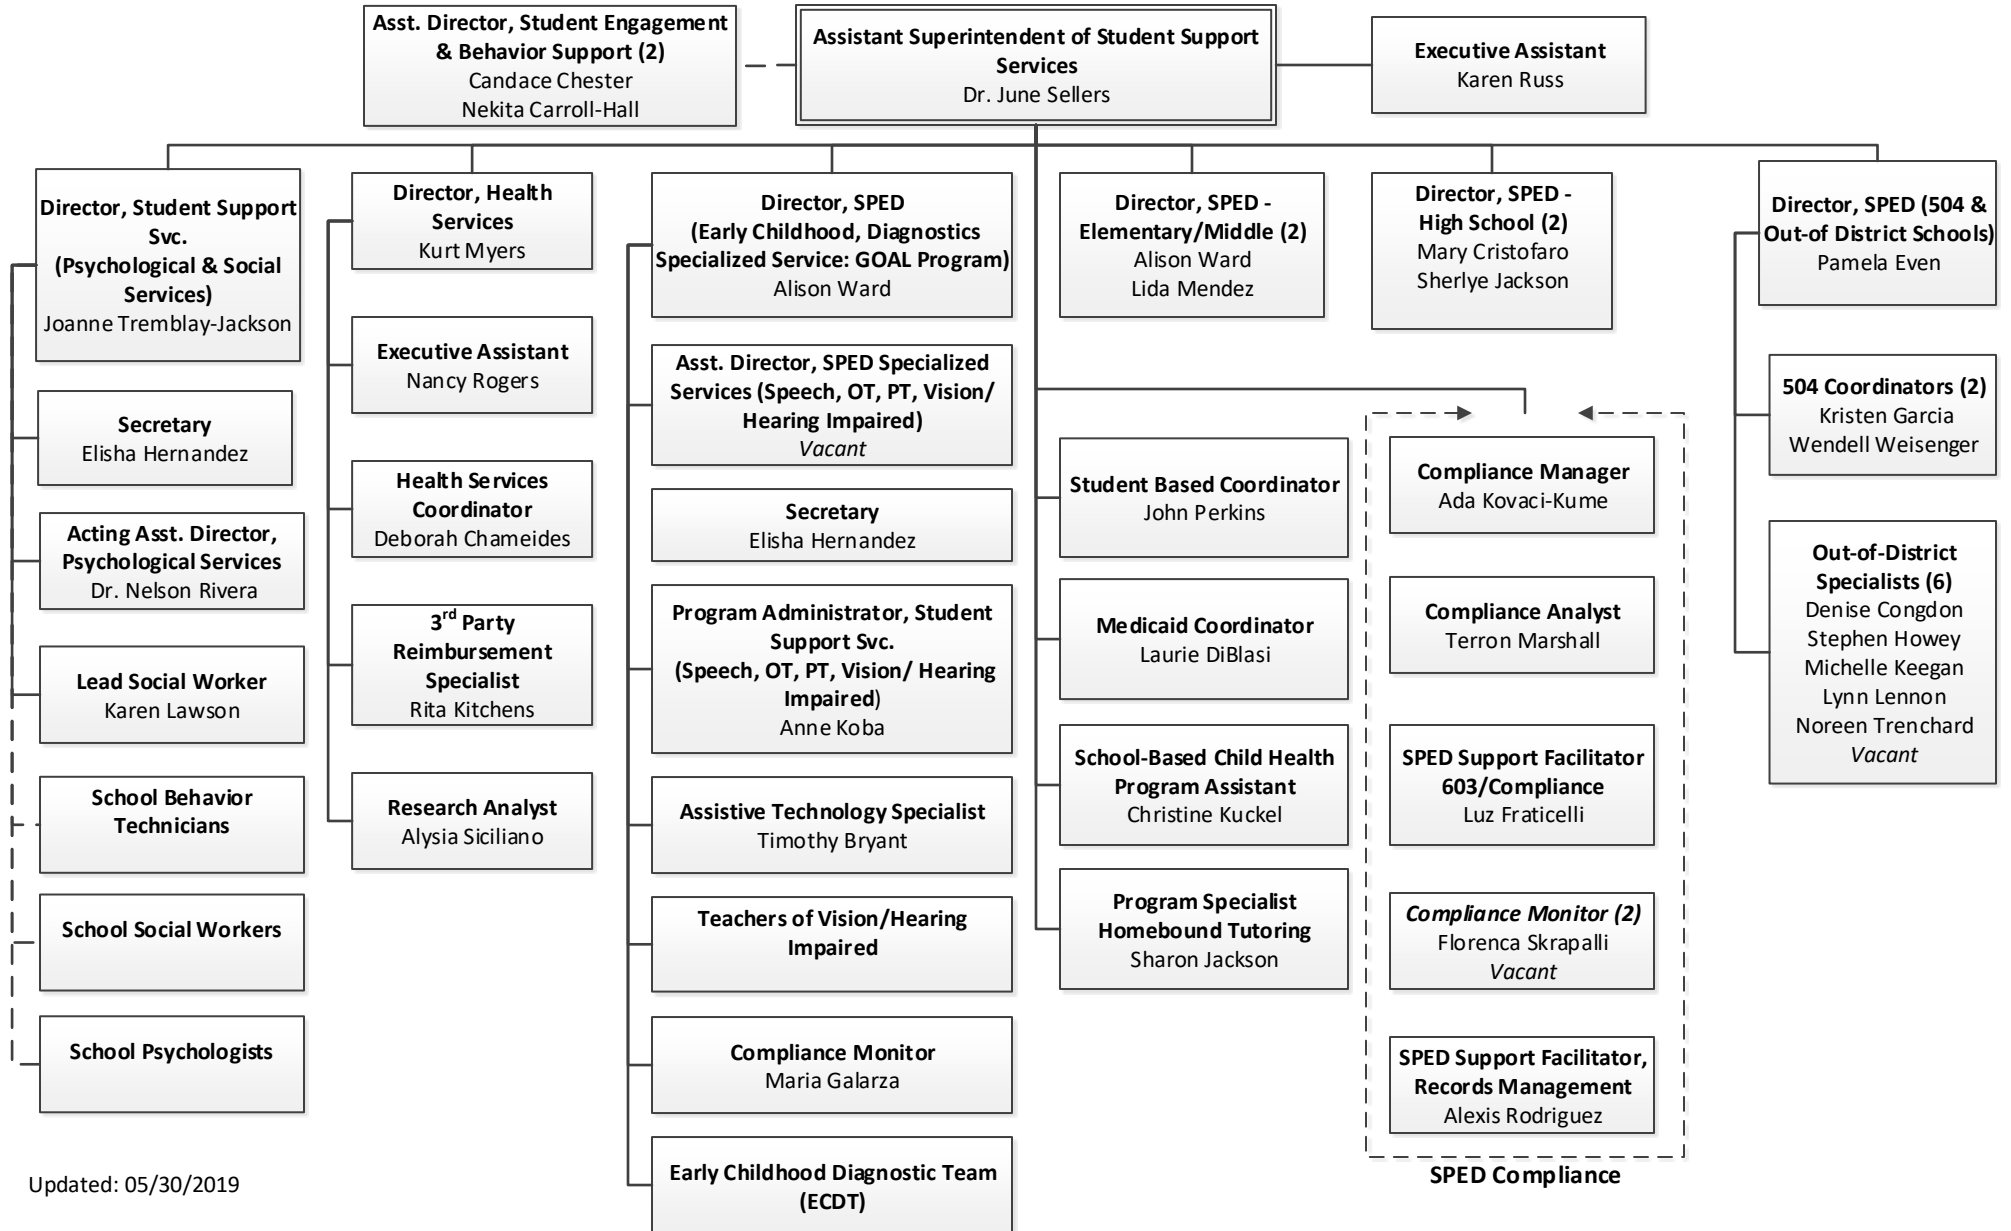 Asst. Director, Student Engagement
& Behavior Support (2)
Candace Chester
Nekita Carroll-Hall
Assistant Superintendent of Student Support
Services
Dr. June Sellers
Executive Assistant
Karen Russ
Director, Student Support
Svc.
(Psychological & Social
Services)
Joanne Tremblay-Jackson
Secretary
Elisha Hernandez
Acting Asst. Director,
Psychological Services
Dr. Nelson Rivera
Lead Social Worker
Karen Lawson
School Behavior
Technicians
School Social Workers
School Psychologists
Director, Health
Services
Kurt Myers
Executive Assistant
Nancy Rogers
Health Services
Coordinator
Deborah Chameides
3rd Party
Reimbursement
Specialist
Rita Kitchens
Research Analyst
Alysia Siciliano
Director, SPED
(Early Childhood, Diagnostics
Specialized Service: GOAL Program)
Alison Ward
Asst. Director, SPED Specialized
Services (Speech, OT, PT, Vision/
Hearing Impaired)
Vacant
Secretary
Elisha Hernandez
Program Administrator, Student
Support Svc.
(Speech, OT, PT, Vision/ Hearing
Impaired)
Anne Koba
Assistive Technology Specialist
Timothy Bryant
Teachers of Vision/Hearing
Impaired
Compliance Monitor
Maria Galarza
Early Childhood Diagnostic Team
(ECDT)
Director, SPED -
Elementary/Middle (2)
Alison Ward
Lida Mendez
Student Based Coordinator
John Perkins
Medicaid Coordinator
Laurie DiBlasi
School-Based Child Health
Program Assistant
Christine Kuckel
Program Specialist
Homebound Tutoring
Sharon Jackson
Director, SPED -
High School (2)
Mary Cristofaro
Sherlye Jackson
Compliance Manager
Ada Kovaci-Kume
Compliance Analyst
Terron Marshall
SPED Support Facilitator
603/Compliance
Luz Fraticelli
Compliance Monitor (2)
Florenca Skrapalli
Vacant
SPED Support Facilitator,
Records Management
Alexis Rodriguez
SPED Compliance
Director, SPED (504 &
Out-of District Schools)
Pamela Even
504 Coordinators (2)
Kristen Garcia
Wendell Weisenger
Out-of-District
Specialists (6)
Denise Congdon
Stephen Howey
Michelle Keegan
Lynn Lennon
Noreen Trenchard
Vacant
Updated: 05/30/2019